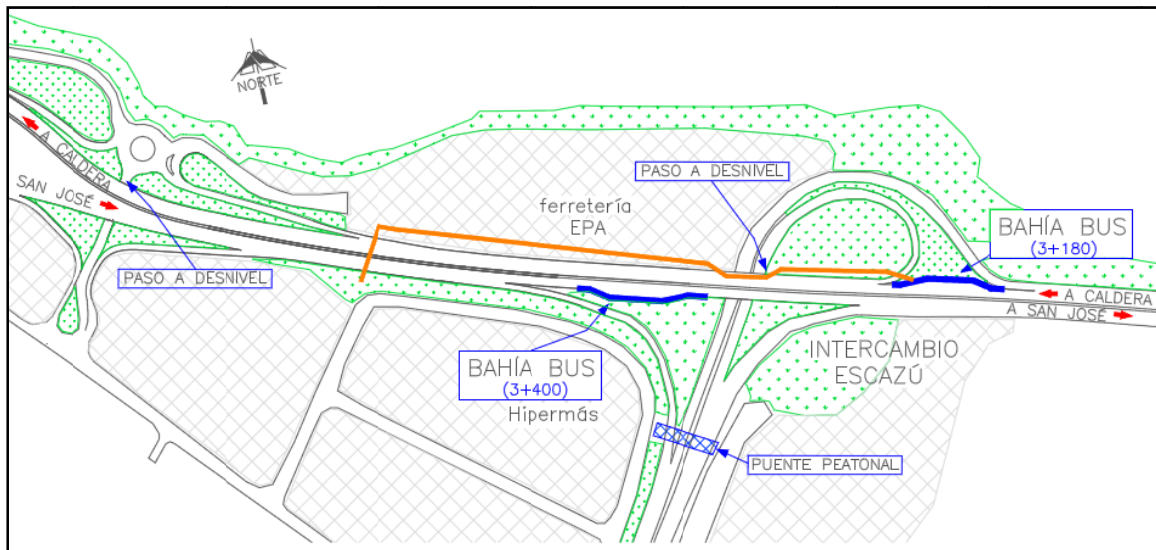 NORTE
A CALDERA
SAN JOSÉ
PASO A DESNIVEL
ferretería
EPA
PASO A DESNIVEL
BAHÍA BUS
(3+180)
A CALDERA
A SAN JOSÉ
BAHÍA BUS
(3+400)
Hipermás
INTERCAMBIO
ESCAZÚ
PUENTE PEATONAL